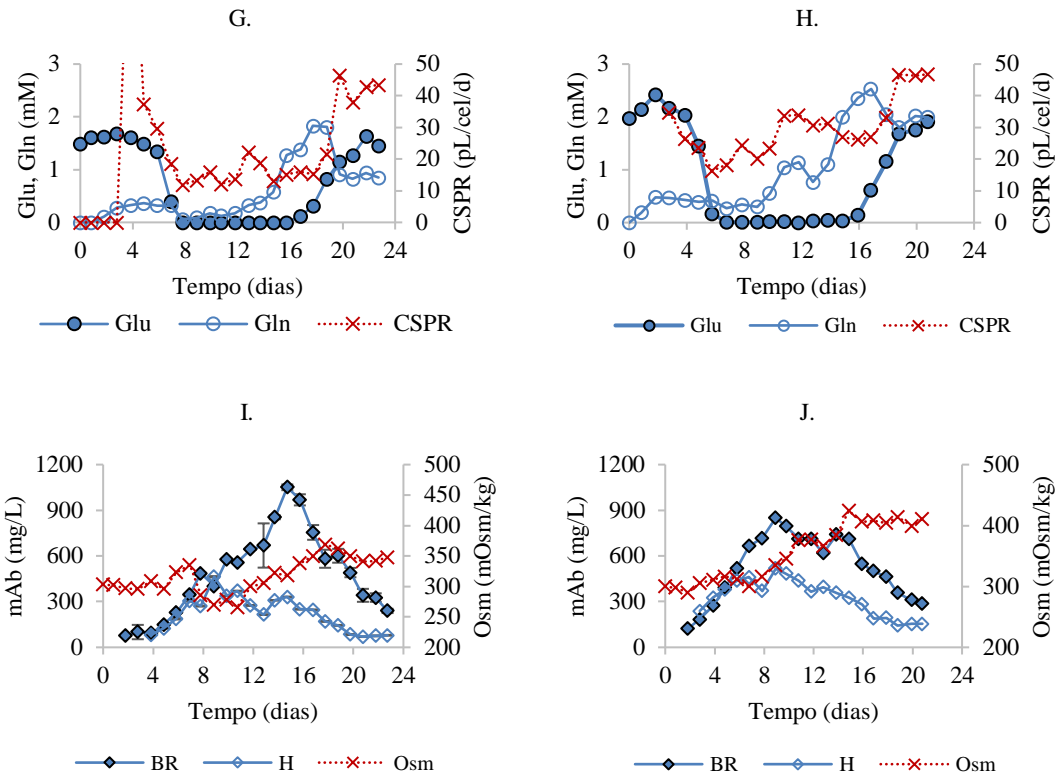 G.
Glu, Gln (mM)
3
2
1
0
50
40
30
20
10
0
CSPR (pL/cel/d)
0 4 8 12 16 20 24
Tempo (dias)
Glu Gln CSPR
H.
Glu, Gln (mM)
3
2
1
0
50
40
30
20
10
0
CSPR (pL/cel/d)
0 4 8 12 16 20 24
Tempo (dias)
Glu Gln CSPR
I.
mAb (mg/L)
1200
900
600
300
0
500
450
400
350
300
250
200
Osm (mOsm/kg)
0 4 8 12 16 20 24
Tempo (dias)
BR H Osm
J.
mAb (mg/L)
1200
900
600
300
0
500
400
300
200
Osm (mOsm/kg)
0 4 8 12 16 20 24
Tempo (dias)
BR H Osm